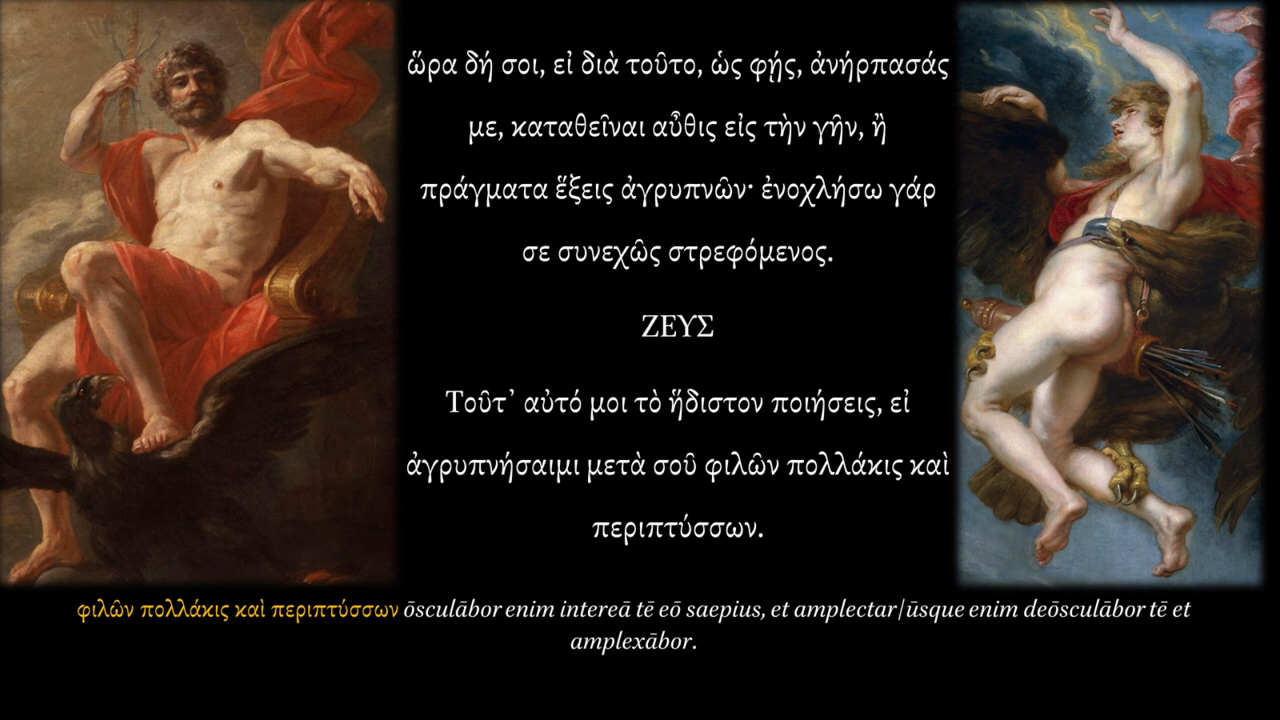 ὥρα δή σοι, εἰ διὰ τοῦτο, ὡς φῄς, ἀνήρπασάς
με, καταθεῖναι αὖθις εἰς τὴν γῆν, ἢ
πράγματα ἕξεις ἀγρυπνῶν· ἐνοχλήσω γάρ
σε συνεχῶς στρεφόμενος.
ΖΕΥΣ
Τοῦτ’ αὐτό μοι τὸ ἥδιστον ποιήσεις, εἰ
ἀγρυπνήσαιμι μετὰ σοῦ φιλῶν πολλάκις καὶ
περιπτύσσων.
φιλῶν πολλάκις καὶ περιπτύσσων ōsculābor enim intereā tē eō saepius, et amplectar/ūsque enim deōsculābor tē et
amplexābor.